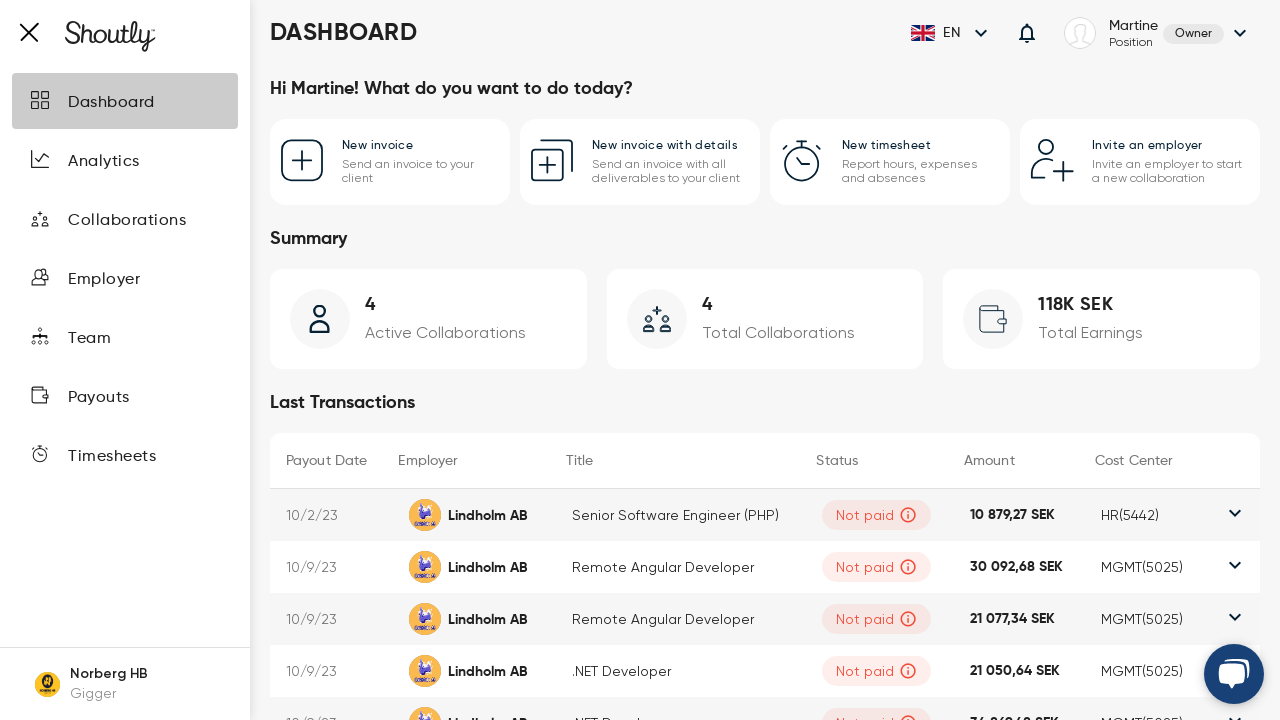 Shoutly
DASHBOARD
EN
Martine
Position
Owner
Dashboard
Analytics
Collaborations
Employer
Team
Payouts
Timesheets
Norberg HB
Gigger
Hi Martine! What do you want to do today?
New invoice
Send an invoice to your
client
New invoice with details
Send an invoice with all
deliverables to your client
New timesheet
Report hours, expenses
and absences
Invite an employer
Invite an employer to start
a new collaboration
Summary
4
Active Collaborations
4
Total Collaborations
118K SEK
Total Earnings
Last Transactions
Payout Date Employer Title Status Amount Cost Center
10/2/23 Lindholm AB Senior Software Engineer (PHP) Not paid 10 879,27 SEK HR(5442)
10/9/23 Lindholm AB Remote Angular Developer Not paid 30 092,68 SEK MGMT(5025)
10/9/23 Lindholm AB Remote Angular Developer Not paid 21 077,34 SEK MGMT(5025)
10/9/23 Lindholm AB .NET Developer Not paid 21 050,64 SEK MGMT(5025)